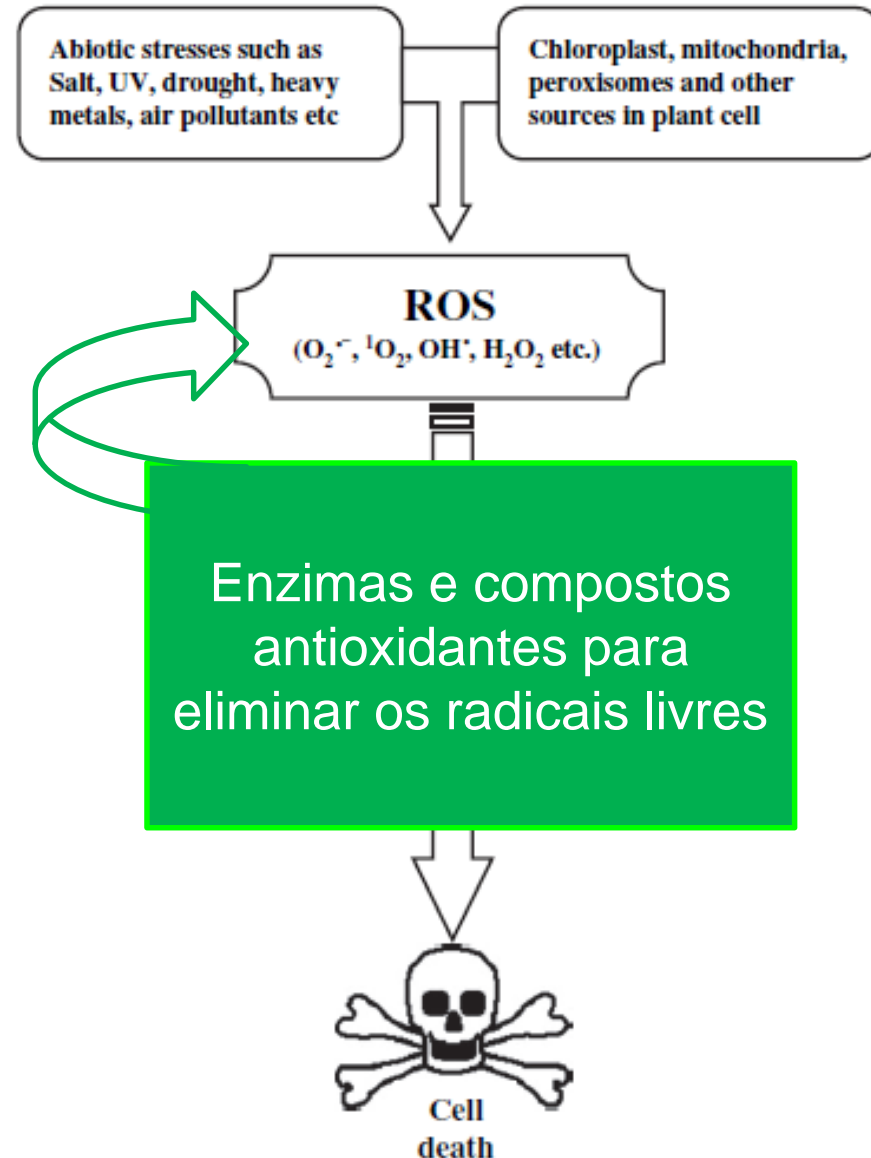 Abiotic stresses such as
Salt, UV, drought, heavy
metals, air pollutants etc
Chloroplast, mitochondria,
peroxisomes and other
sources in plant cell
ROS
(O₂·⁻, ¹O₂, OH·, H₂O₂ etc.)
Enzimas e compostos
antioxidantes para
eliminar os radicais livres
Cell
death